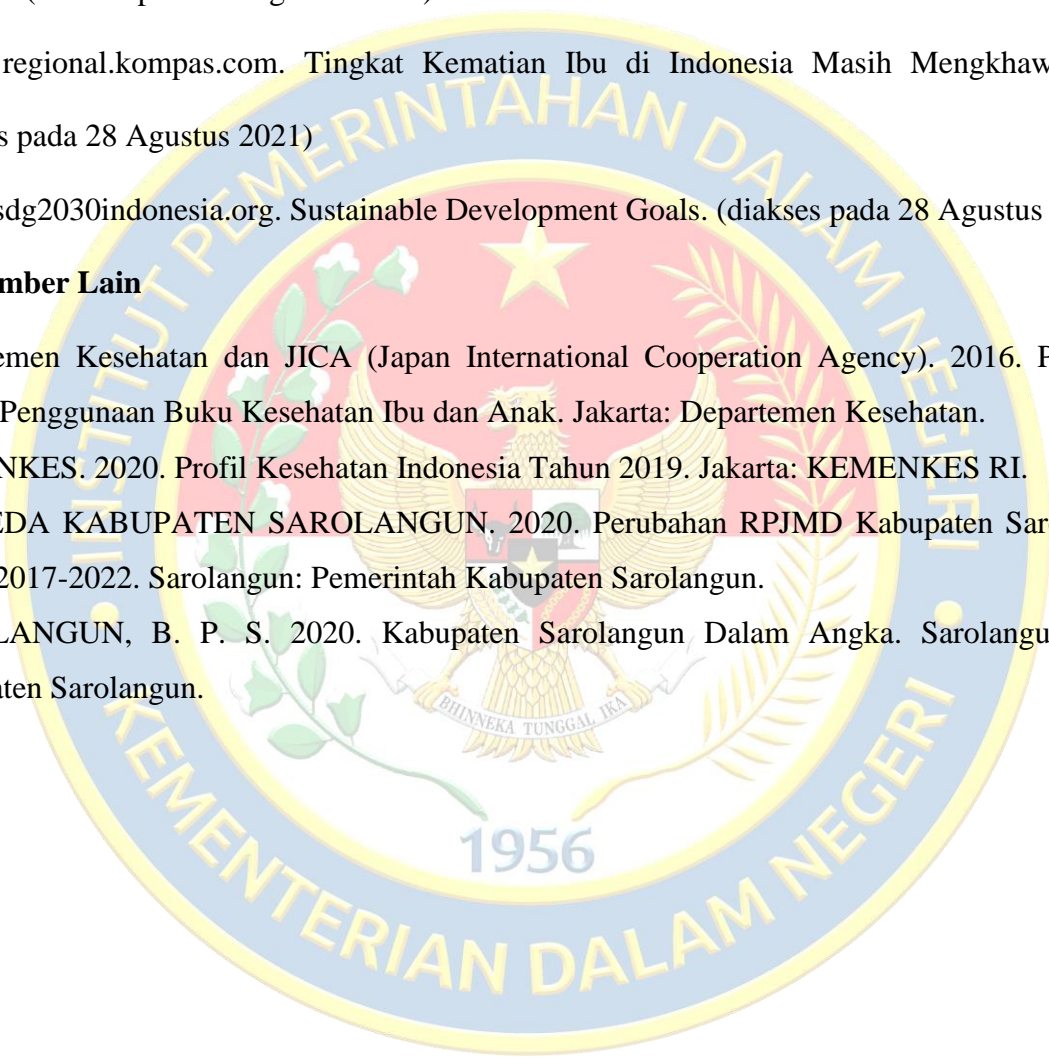 regional.kompas.com. Tingkat Kematian Ibu di Indonesia Masih Mengkhaw
s pada 28 Agustus 2021)
sdg2030indonesia.org. Sustainable Development Goals. (diakses pada 28 Agustus
mber Lain
emen Kesehatan dan JICA (Japan International Cooperation Agency). 2016. P
Penggunaan Buku Kesehatan Ibu dan Anak. Jakarta: Departemen Kesehatan.
NKES. 2020. Profil Kesehatan Indonesia Tahun 2019. Jakarta: KEMENKES RI.
EDA KABUPATEN SAROLANGUN. 2020. Perubahan RPJMD Kabupaten Sar
2017-2022. Sarolangun: Pemerintah Kabupaten Sarolangun.
LANGUN, B. P. S. 2020. Kabupaten Sarolangun Dalam Angka. Sarolangu
aten Sarolangun.
INSTITUT PEMERINTAHAN DALAM NEGERI
BHINNEKA TUNGGAL IKA
1956
KEMENTERIAN DALAM NEGERI